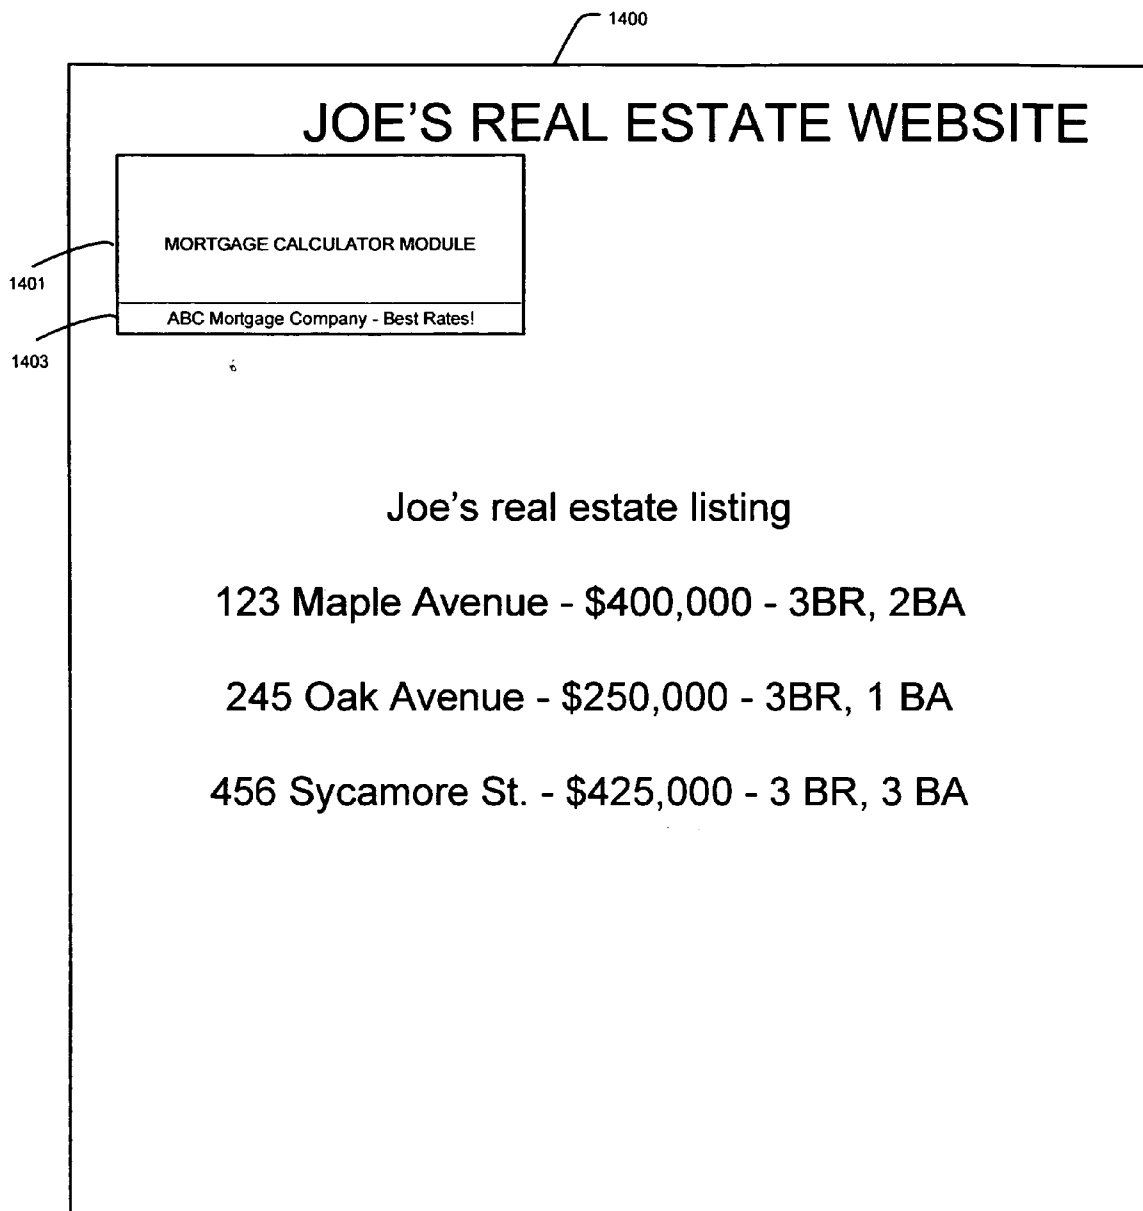 1400
JOE'S REAL ESTATE WEBSITE
MORTGAGE CALCULATOR MODULE
1401
ABC Mortgage Company - Best Rates!
1403
Joe's real estate listing
123 Maple Avenue - $400,000 - 3BR, 2BA
245 Oak Avenue - $250,000 - 3BR, 1 BA
456 Sycamore St. - $425,000 - 3 BR, 3 BA